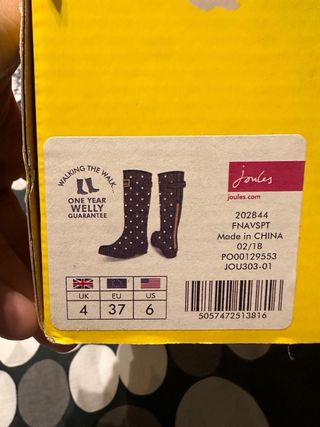 WALKING THE WALK...
ONE YEAR
WELLY
GUARANTEE
Joules
joules.com
202844
FNAVSPT
Made in CHINA
02/18
PO00129553
JOU303-01
UK EU US
4 37 6
5057472513816